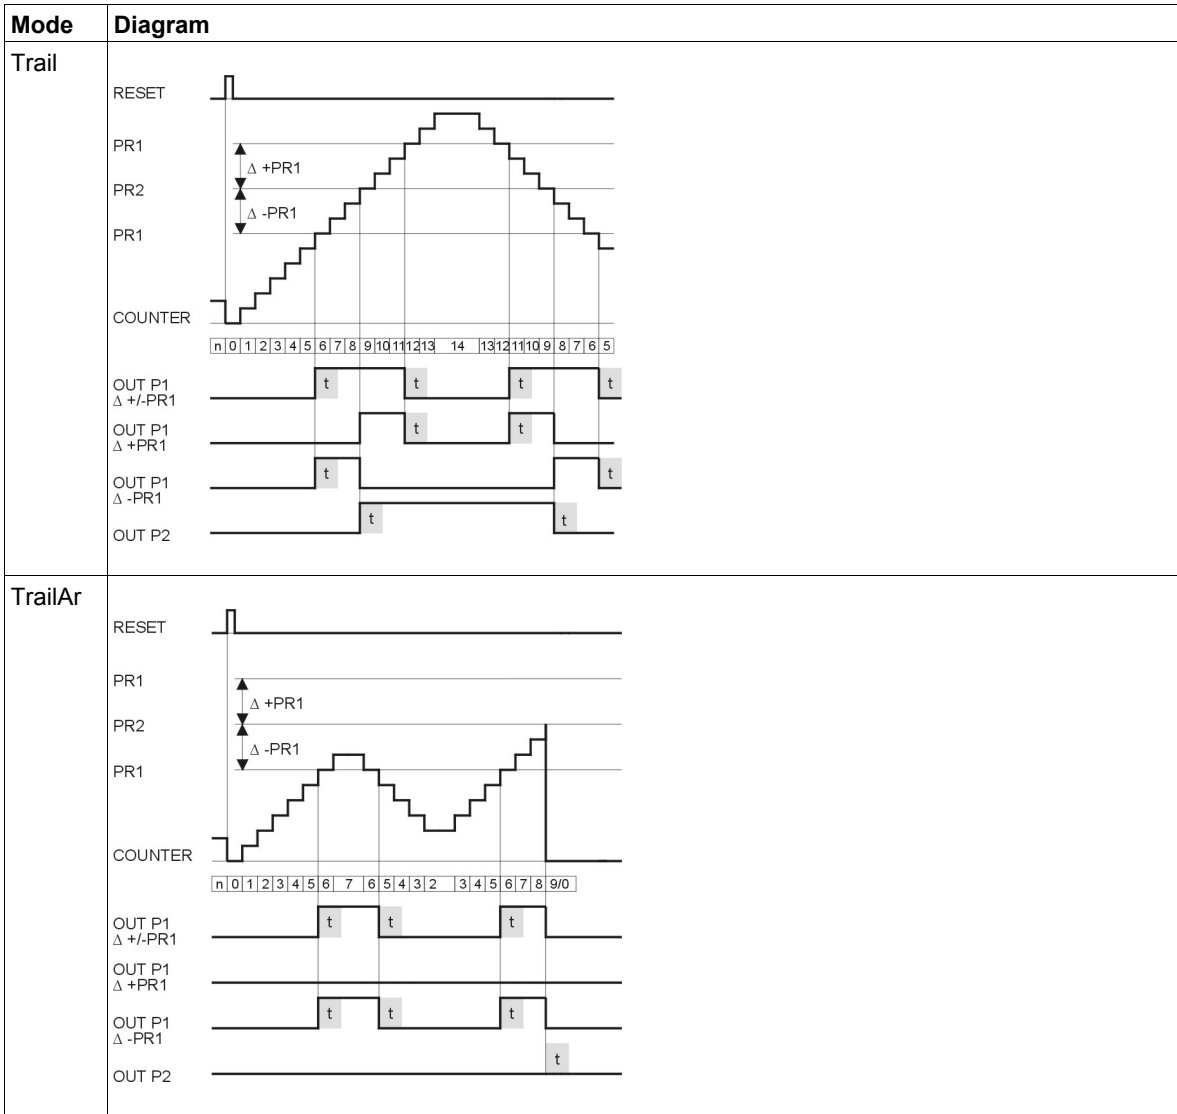 Mode Diagram
Trail
RESET
PR1
Δ +PR1
PR2
Δ -PR1
PR1
COUNTER
n 0 1 2 3 4 5 6 7 8 9 10 11 12 13 14 13 12 11 10 9 8 7 6 5
OUT P1 t t t t
Δ +/-PR1
OUT P1 t t
Δ +PR1
OUT P1 t t
Δ -PR1
OUT P2 t t
TrailAr
RESET
PR1
Δ +PR1
PR2
Δ -PR1
PR1
COUNTER
n 0 1 2 3 4 5 6 7 6 5 4 3 2 3 4 5 6 7 8 9/0
OUT P1 t t t
Δ +/-PR1
OUT P1
Δ +PR1
OUT P1 t t t
Δ -PR1
t
OUT P2